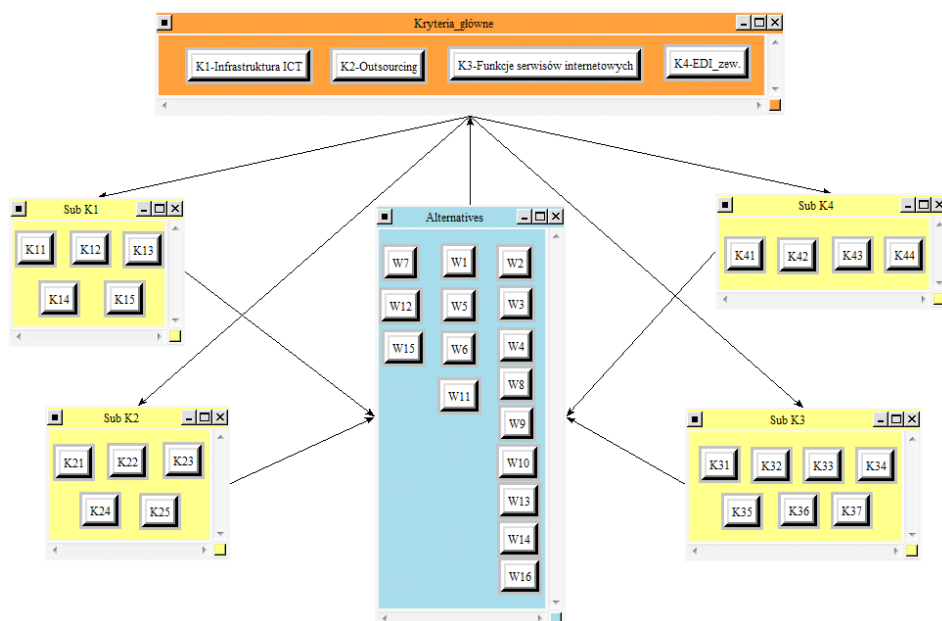 Kryteria_główne
K1-Infrastruktura ICT
K2-Outsourcing
K3-Funkcje serwisów internetowych
K4-EDI_zew.
Sub K1
K11
K12
K13
K14
K15
Alternatives
W7
W1
W2
W12
W5
W3
W15
W6
W4
W11
W8
W9
W10
W13
W14
W16
Sub K4
K41
K42
K43
K44
Sub K2
K21
K22
K23
K24
K25
Sub K3
K31
K32
K33
K34
K35
K36
K37